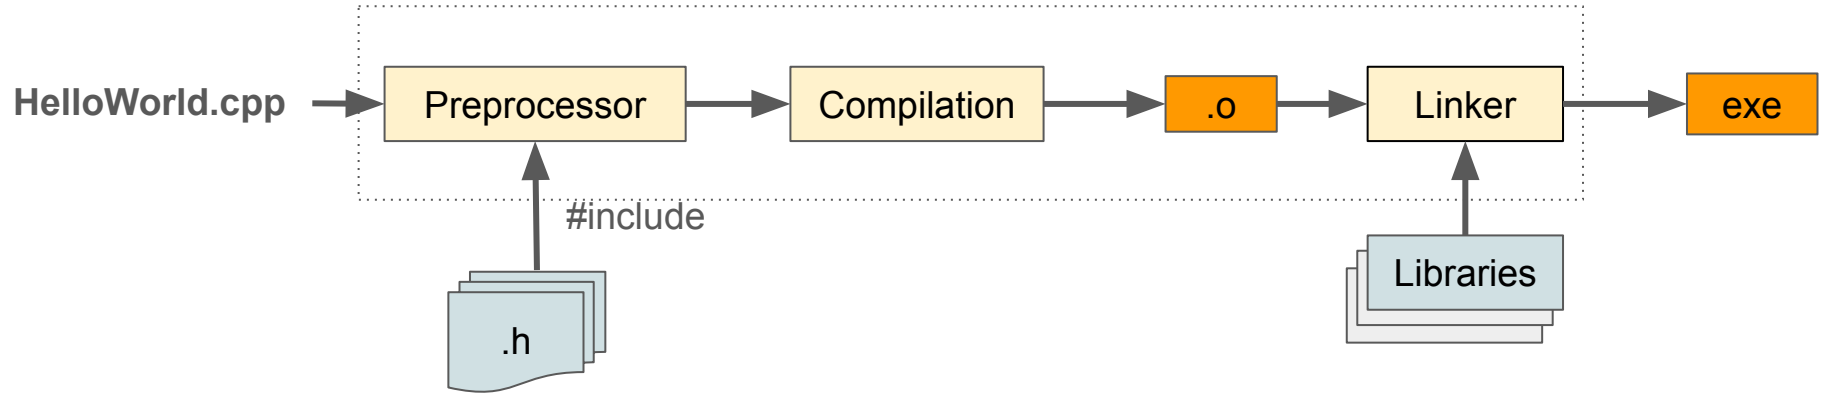 HelloWorld.cpp
Preprocessor
Compilation
.o
Linker
exe
#include
.h
Libraries